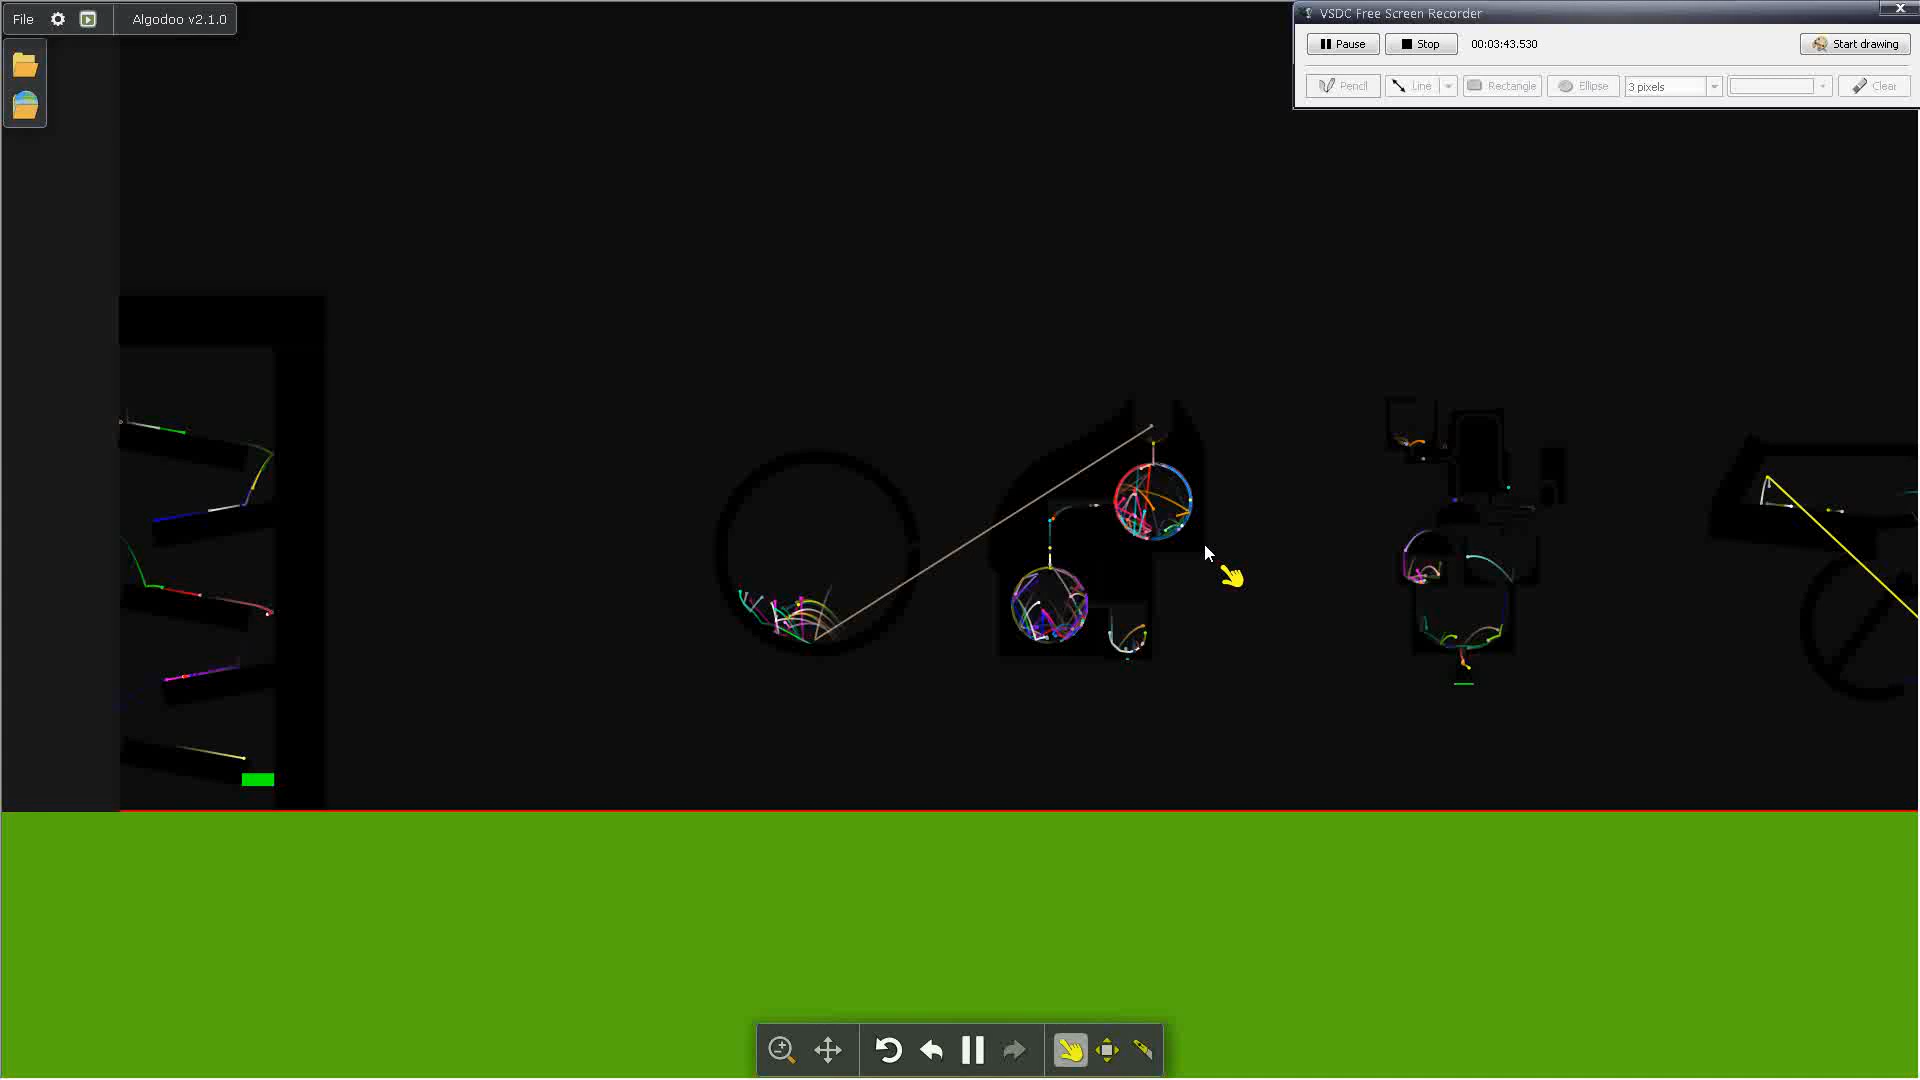 File
Algodoo v2.1.0
VSDC Free Screen Recorder
Pause
Stop
00:03:43.530
Start drawing
Pencil
Line
Rectangle
Ellipse
3 pixels
Clear